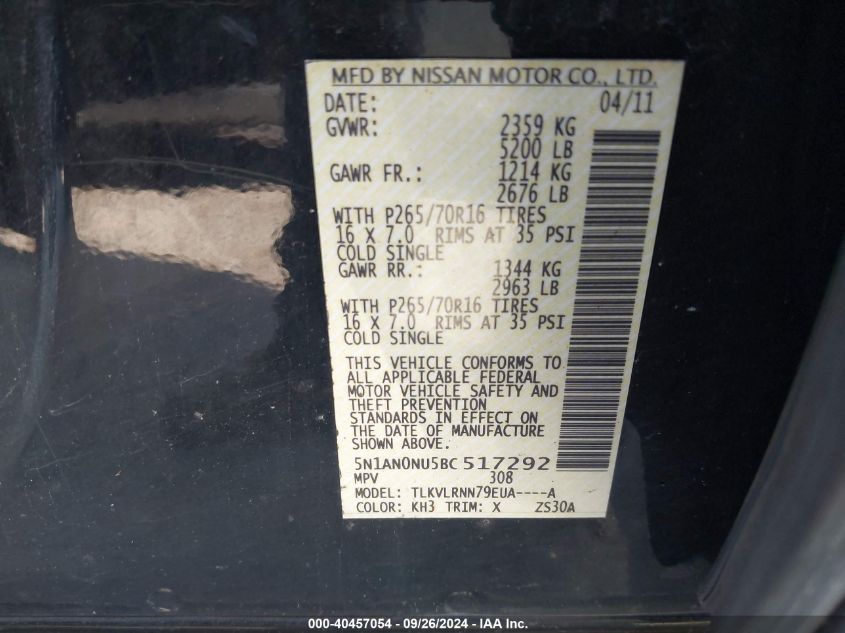 MFD BY NISSAN MOTOR CO., LTD.
DATE: 04/11
GVWR: 2359 KG
5200 LB
GAWR FR.: 1214 KG
2676 LB
WITH P265/70R16 TIRES
16 X 7.0 RIMS AT 35 PSI
COLD SINGLE
GAWR RR.: 1344 KG
2963 LB
WITH P265/70R16 TIRES
16 X 7.0 RIMS AT 35 PSI
COLD SINGLE
THIS VEHICLE CONFORMS TO
ALL APPLICABLE FEDERAL
MOTOR VEHICLE SAFETY AND
THEFT PREVENTION
STANDARDS IN EFFECT ON
THE DATE OF MANUFACTURE
SHOWN ABOVE.
5N1AN0NU5BC 517292
MPV 308
MODEL: TLKVLRNN79EUA----A
COLOR: KH3 TRIM: X ZS30A
000-40457054 - 09/26/2024 - IAA Inc.